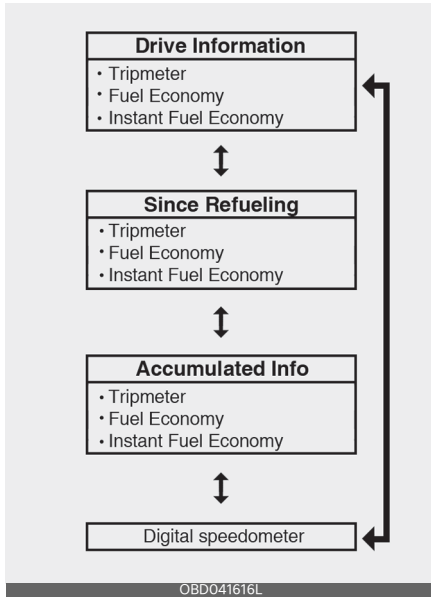 Drive Information
• Tripmeter
• Fuel Economy
• Instant Fuel Economy
Since Refueling
• Tripmeter
• Fuel Economy
• Instant Fuel Economy
Accumulated Info
• Tripmeter
• Fuel Economy
• Instant Fuel Economy
Digital speedometer
OBD041616L